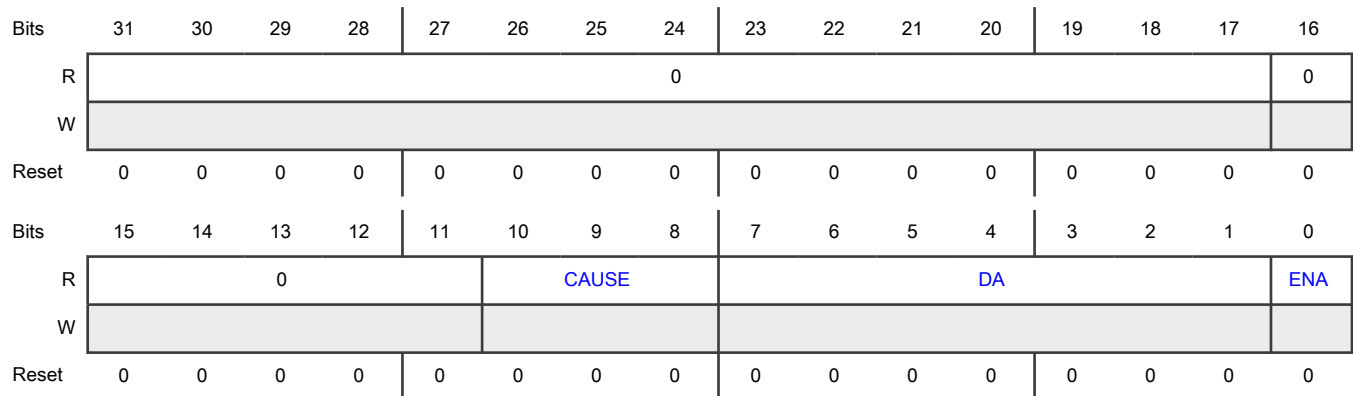 Bits 31 30 29 28 27 26 25 24 23 22 21 20 19 18 17 16
R 0 0
W
Reset 0 0 0 0 0 0 0 0 0 0 0 0 0 0 0 0
Bits 15 14 13 12 11 10 9 8 7 6 5 4 3 2 1 0
R 0 CAUSE DA ENA
W
Reset 0 0 0 0 0 0 0 0 0 0 0 0 0 0 0 0